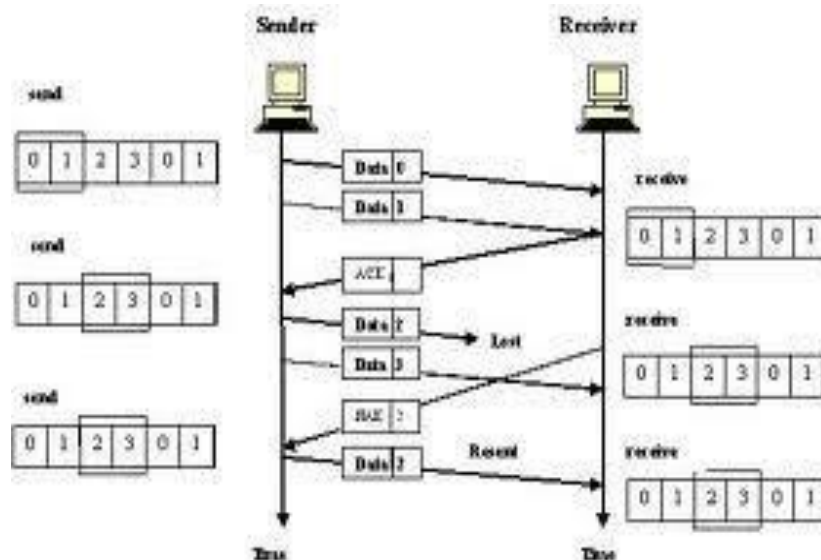 Sender
Receiver
send
0 1 2 3 0 1
Data 0
receive
Data 1
0 1 2 3 0 1
send
ACK
0 1 2 3 0 1
Data 2
Lost
receive
Data 3
0 1 2 3 0 1
send
NAK 2
0 1 2 3 0 1
Data 2
Resent
receive
0 1 2 3 0 1
Time
Time